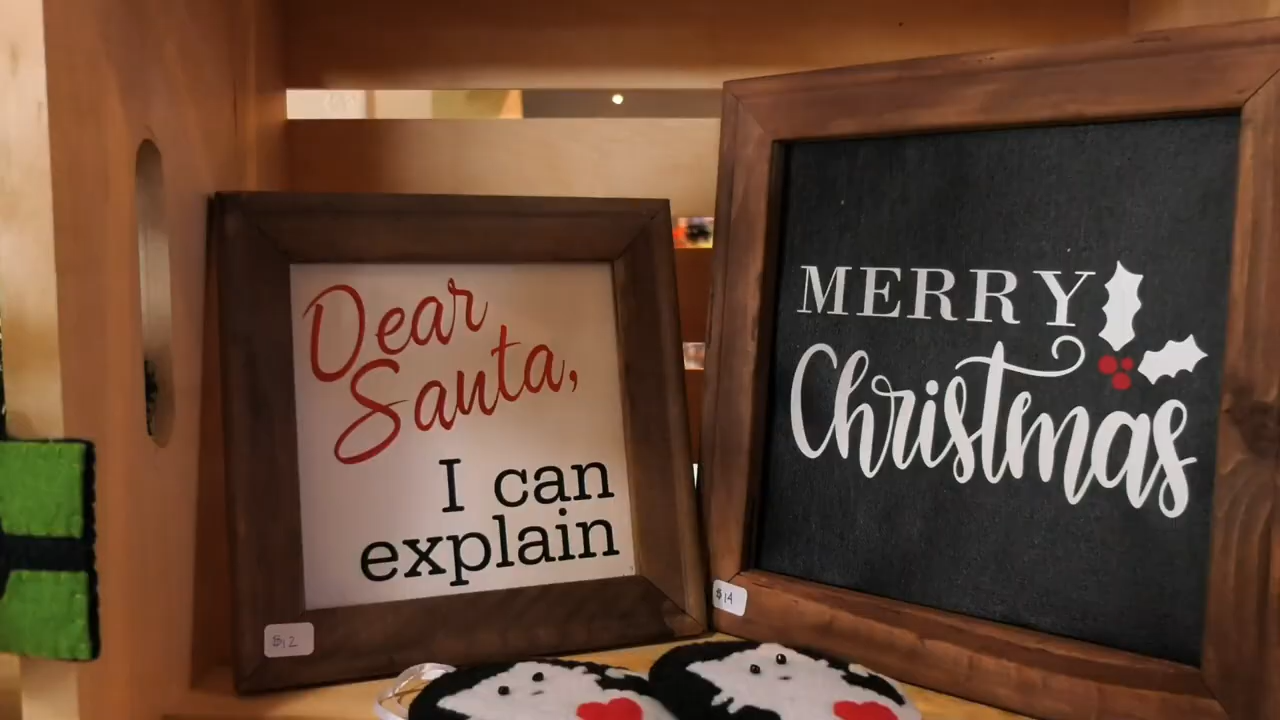 Dear
Santa,
I can
explain
$12
MERRY
Christmas
$14